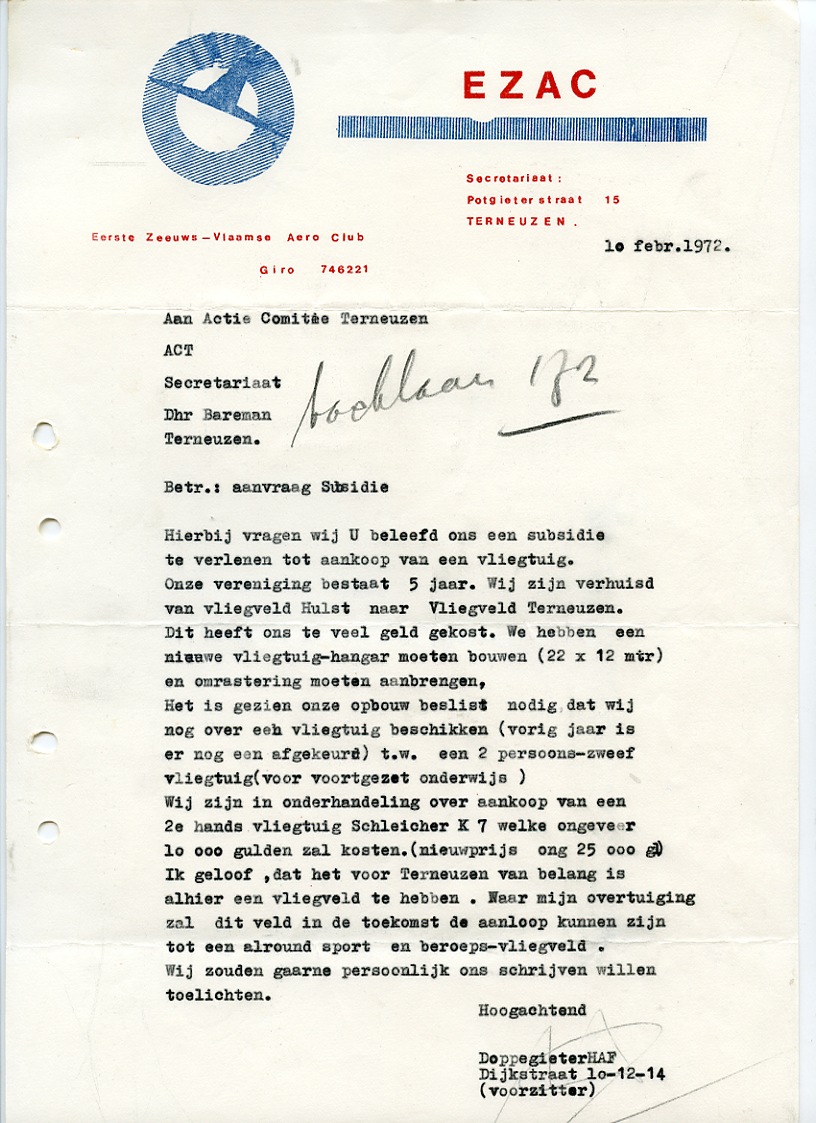 EZAC
Secretariaat:
Potgieterstraat 15
TERNEUZEN.
Eerste Zeeuws-Vlaamse Aero Club
Giro 746221
lo febr.1972.
Aan Actie Comitèe Terneuzen
ACT
Secretariaat
Dhr Bareman
Terneuzen.
172
Betr.: aanvraag Subsidie
Hierbij vragen wij U beleefd ons een subsidie
te verlenen tot aankoop van een vliegtuig.
Onze vereniging bestaat 5 jaar. Wij zijn verhuisd
van vliegveld Hulst naar Vliegveld Terneuzen.
Dit heeft ons te veel geld gekost. We hebben een
nieuwe vliegtuig-hangar moeten bouwen (22 x 12 mtr)
en omrastering moeten aanbrengen,
Het is gezien onze opbouw beslist nodig,dat wij
nog over een vliegtuig beschikken (vorig jaar is
er nog een afgekeurd) t.w. een 2 persoons-zweef
vliegtuig(voor voortgezet onderwijs )
Wij zijn in onderhandeling over aankoop van een
2e hands vliegtuig Schleicher K 7 welke ongeveer
lo ooo gulden zal kosten.(nieuwprijs ong 25 ooo gl)
Ik geloof ,dat het voor Terneuzen van belang is
alhier een vliegveld te hebben . Naar mijn overtuiging
zal dit veld in de toekomst de aanloop kunnen zijn
tot een alround sport en beroeps-vliegveld .
Wij zouden gaarne persoonlijk ons schrijven willen
toelichten.
Hoogachtend
DoppegieterHAF
Dijkstraat lo-12-14
(voorzitter)